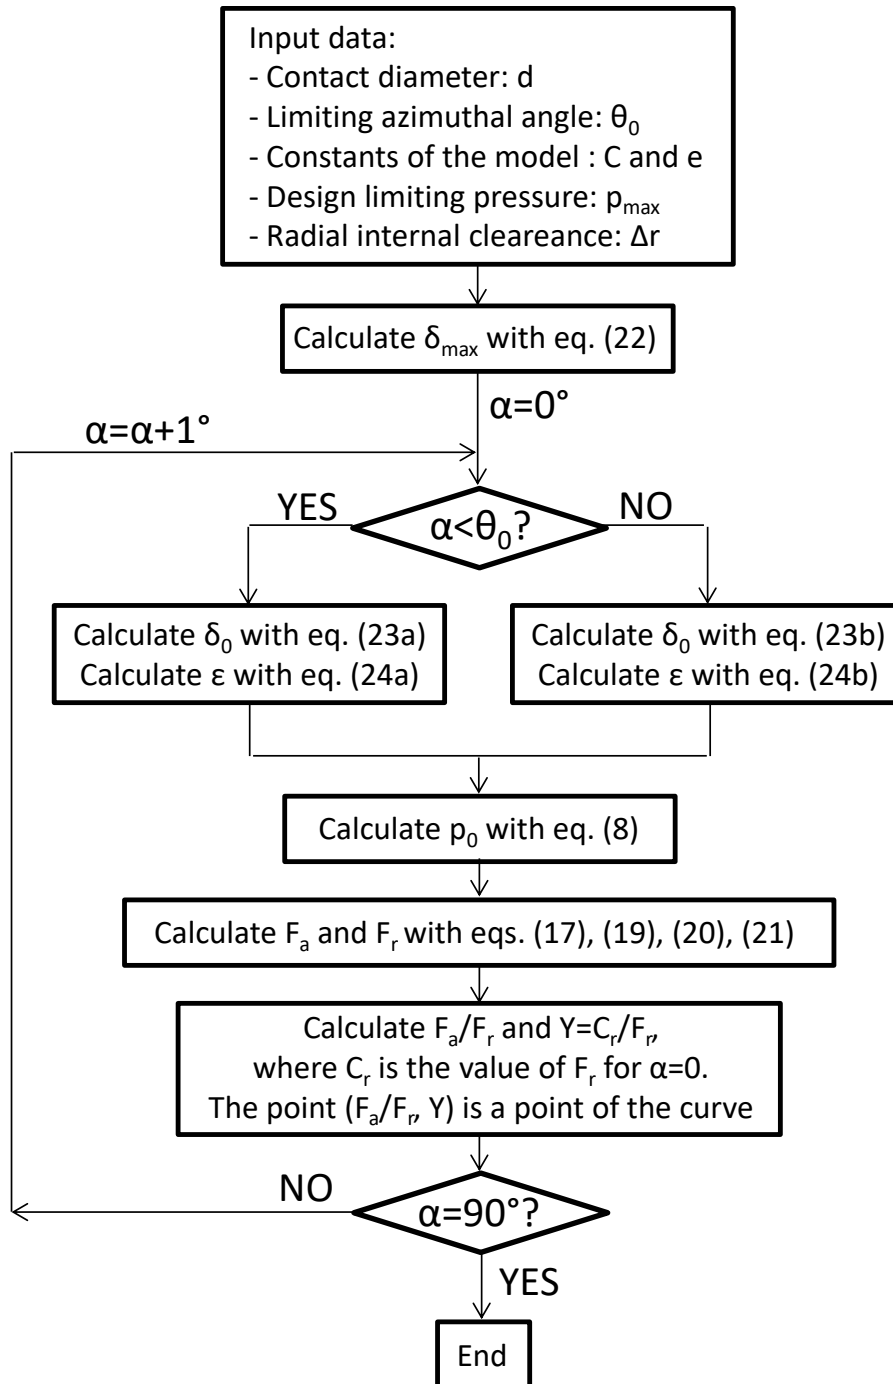 Input data:
- Contact diameter: d
- Limiting azimuthal angle: θ₀
- Constants of the model : C and e
- Design limiting pressure: pₘₐₓ
- Radial internal cleareance: Δr
Calculate δₘₐₓ with eq. (22)
α=0°
α=α+1°
YES
α<θ₀?
NO
Calculate δ₀ with eq. (23a)
Calculate ε with eq. (24a)
Calculate δ₀ with eq. (23b)
Calculate ε with eq. (24b)
Calculate p₀ with eq. (8)
Calculate Fₐ and Fᵣ with eqs. (17), (19), (20), (21)
Calculate Fₐ/Fᵣ and Y=Cᵣ/Fᵣ,
where Cᵣ is the value of Fᵣ for α=0.
The point (Fₐ/Fᵣ, Y) is a point of the curve
NO
α=90°?
YES
End